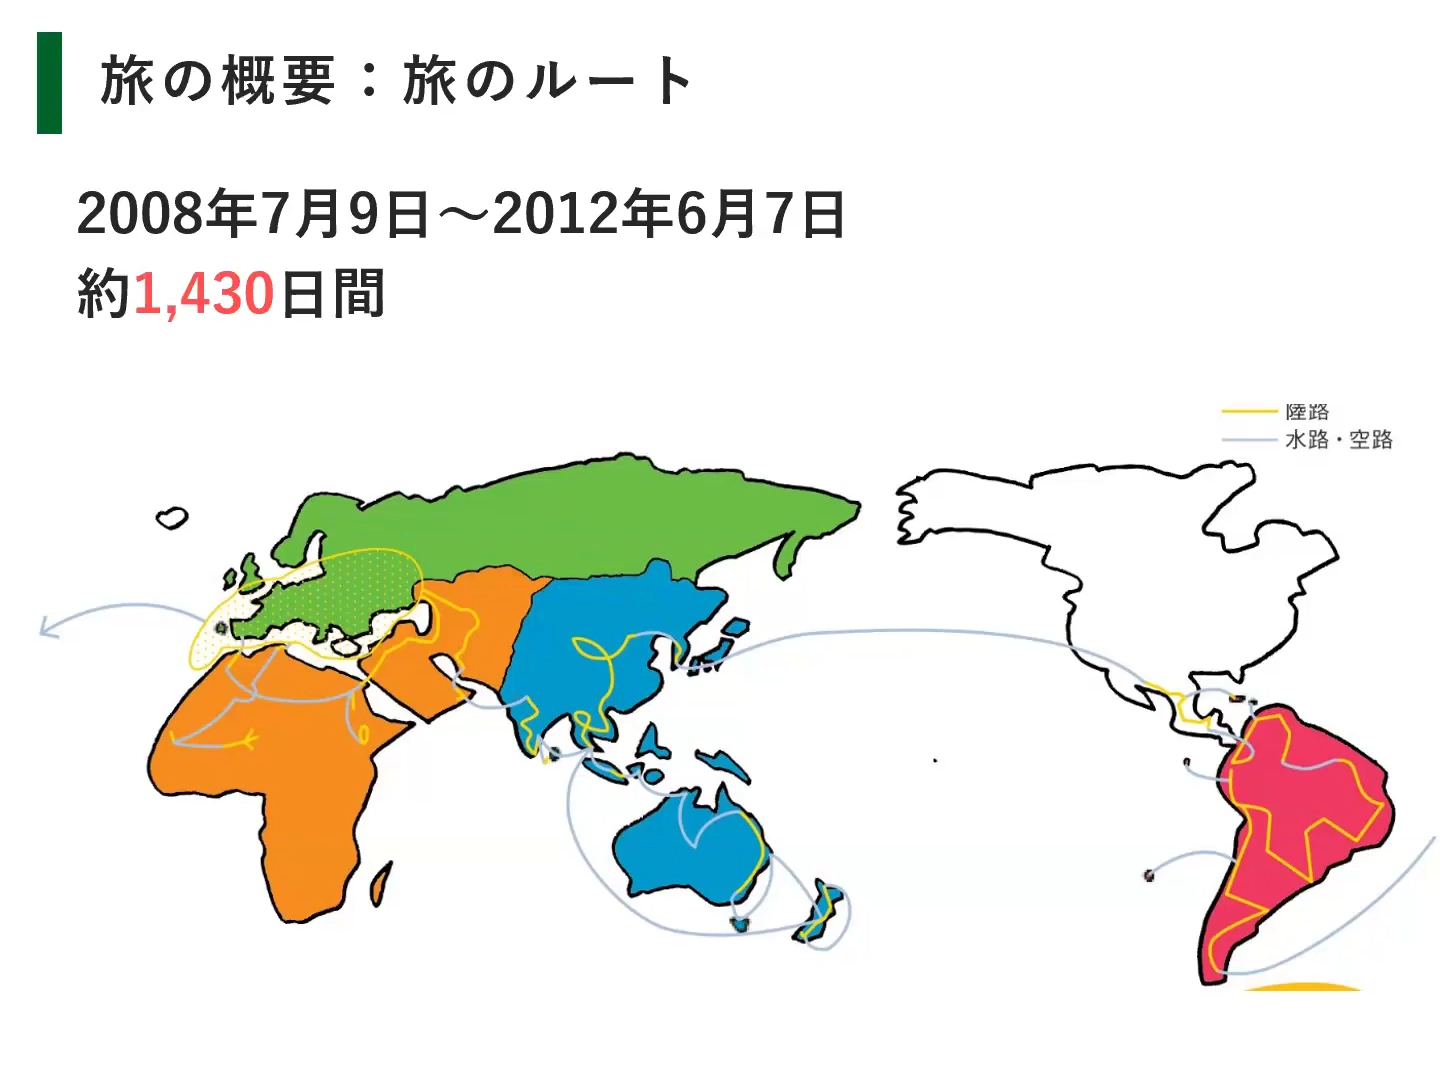 旅の概要：旅のルート
2008年7月9日〜2012年6月7日
約1,430日間
陸路
水路・空路